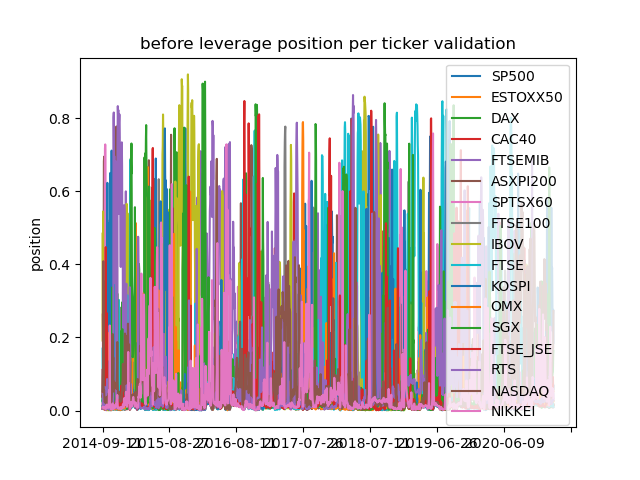 before leverage position per ticker validation
position
0.8
0.6
0.4
0.2
0.0
SP500
ESTOXX50
DAX
CAC40
FTSEMIB
ASXPI200
SPTSX60
FTSE100
IBOV
FTSE
KOSPI
OMX
SGX
FTSE_JSE
RTS
NASDAQ
NIKKEI
2014-09-11 2015-08-27 2016-08-11 2017-07-26 2018-07-11 2019-06-26 2020-06-09